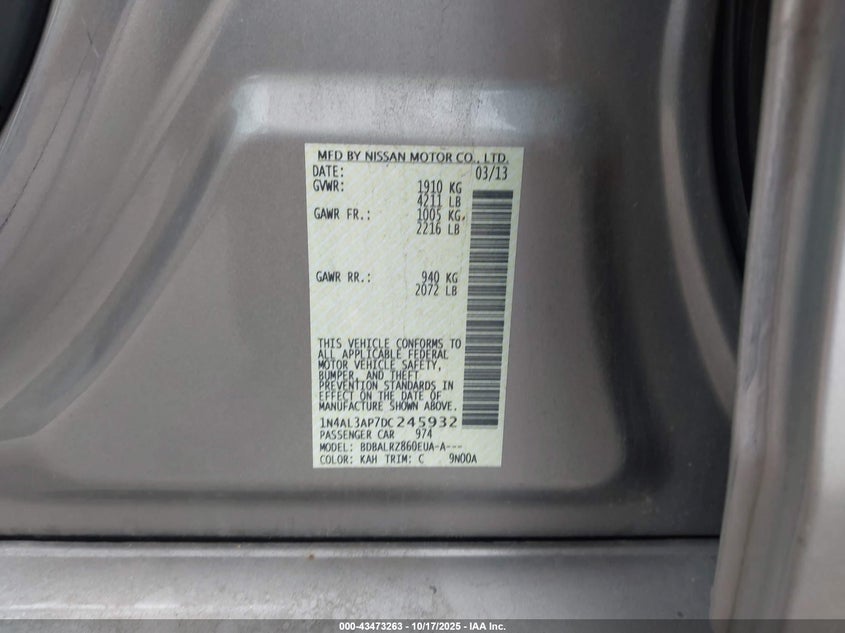 MFD BY NISSAN MOTOR CO., LTD.
DATE: 03/13
GVWR: 1910 KG
4211 LB
GAWR FR.: 1005 KG
2216 LB
GAWR RR.: 940 KG
2072 LB
THIS VEHICLE CONFORMS TO
ALL APPLICABLE FEDERAL
MOTOR VEHICLE SAFETY,
BUMPER, AND THEFT
PREVENTION STANDARDS IN
EFFECT ON THE DATE OF
MANUFACTURE SHOWN ABOVE.
1N4AL3AP7DC245932
PASSENGER CAR 974
MODEL: BDBALRZ860EUA-A---
COLOR: KAH TRIM: C 9N00A
000-43473263 - 10/17/2025 - IAA Inc.